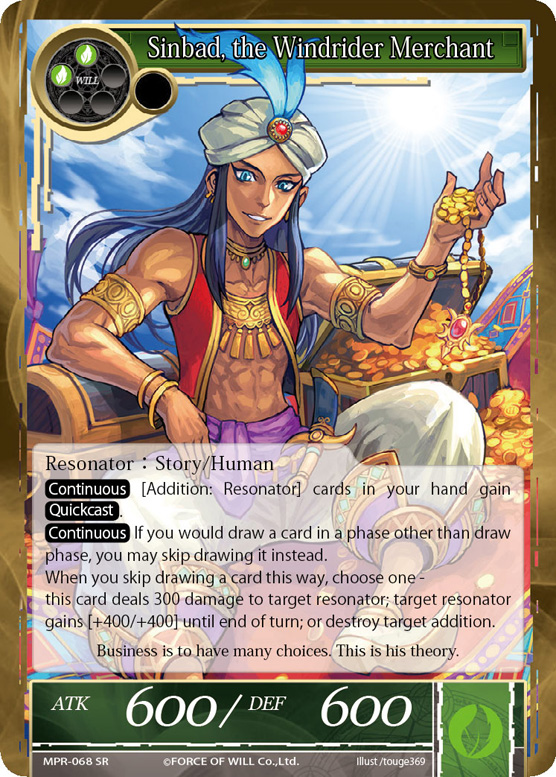 Sinbad, the Windrider Merchant
WILL
Resonator : Story/Human
Continuous [Addition: Resonator] cards in your hand gain
Quickcast.
Continuous If you would draw a card in a phase other than draw
phase, you may skip drawing it instead.
When you skip drawing a card this way, choose one -
this card deals 300 damage to target resonator; target resonator
gains [+400/+400] until end of turn; or destroy target addition.
Business is to have many choices. This is his theory.
ATK 600 / DEF 600
MPR-068 SR ©FORCE OF WILL Co.,Ltd. Illust /touge369